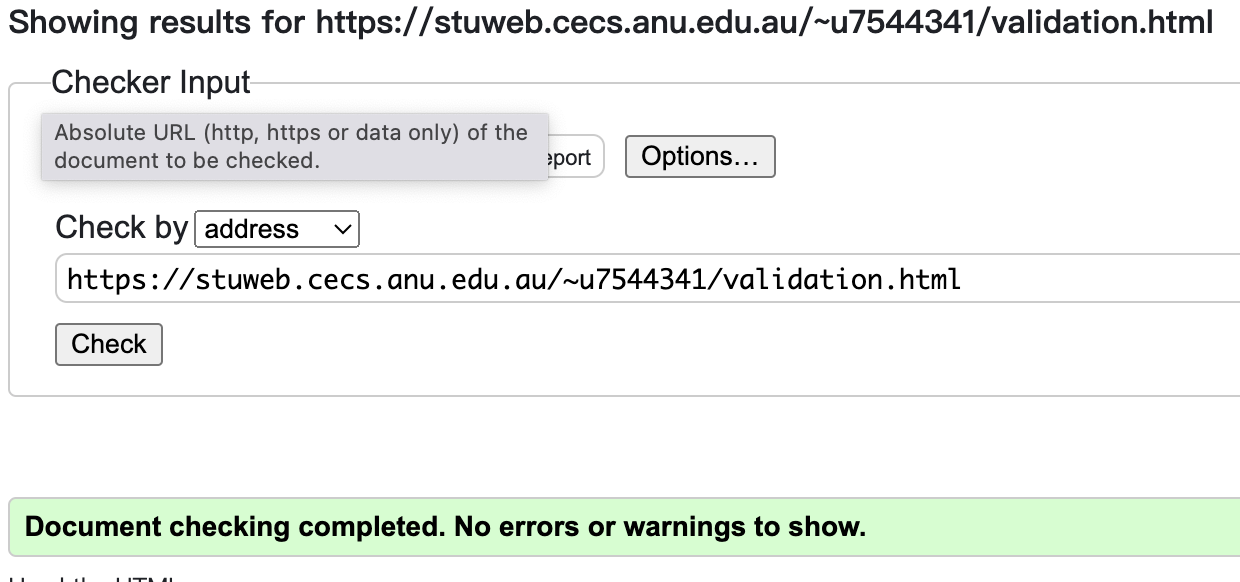 Showing results for https://stuweb.cecs.anu.edu.au/~u7544341/validation.html
Checker Input
Absolute URL (http, https or data only) of the
document to be checked.
Options...
Check by address
https://stuweb.cecs.anu.edu.au/~u7544341/validation.html
Check
Document checking completed. No errors or warnings to show.